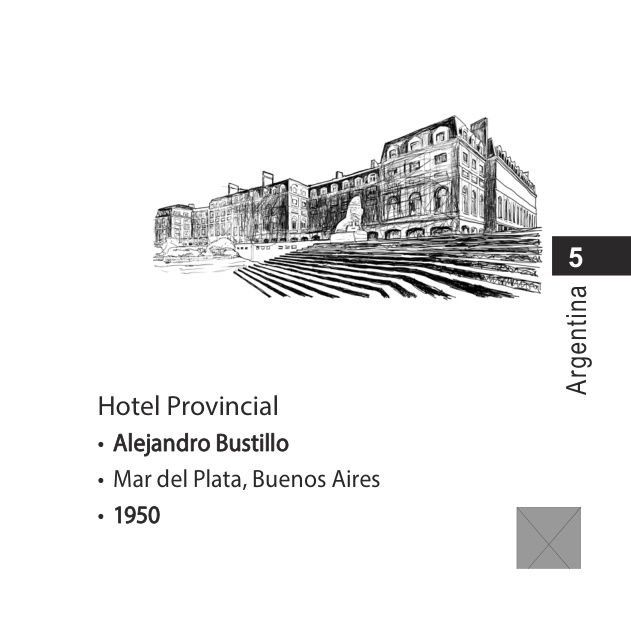 5
Argentina
Hotel Provincial
• Alejandro Bustillo
• Mar del Plata, Buenos Aires
• 1950